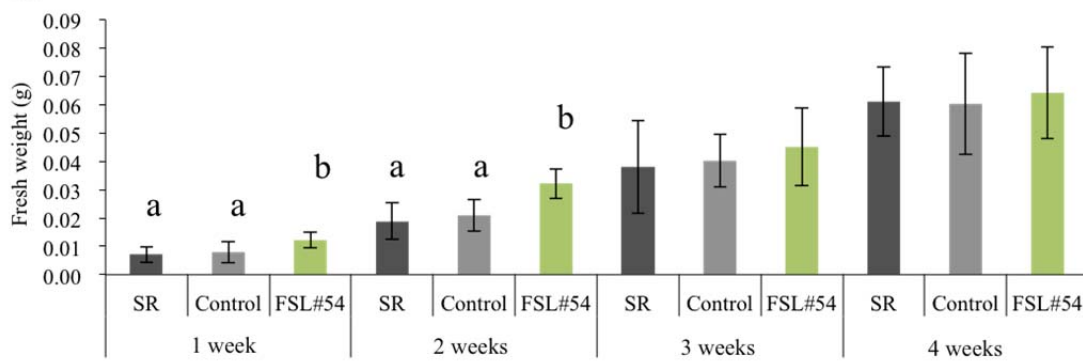 0.09
0.08
0.07
0.06
0.05
0.04
0.03
0.02
0.01
0.00
Fresh weight (g)
a a b a a b
SR Control FSL#54 SR Control FSL#54 SR Control FSL#54 SR Control FSL#54
1 week 2 weeks 3 weeks 4 weeks